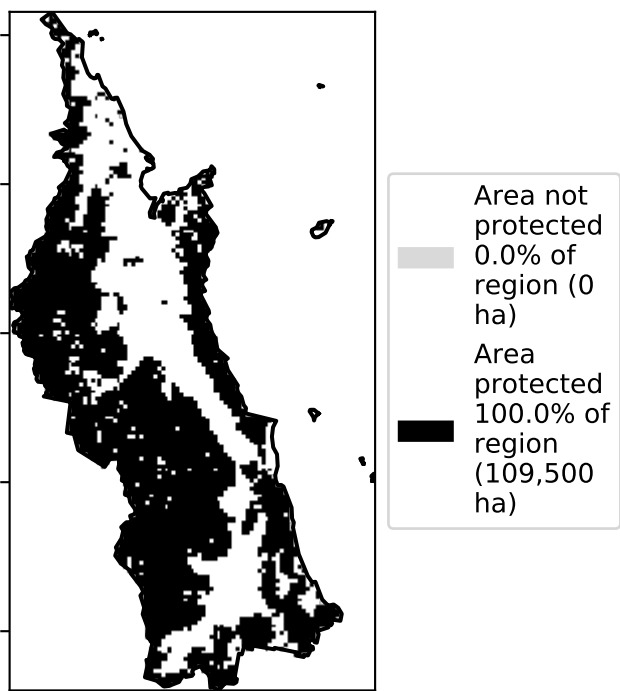 Area not
protected
0.0% of
region (0
ha)
Area
protected
100.0% of
region
(109,500
ha)